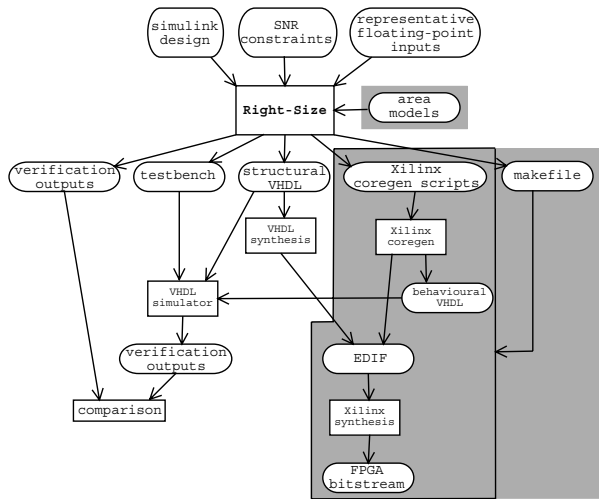 simulink
design
SNR
constraints
representative
floating-point
inputs
Right-Size
area
models
verification
outputs
testbench
structural
VHDL
Xilinx
coregen scripts
makefile
VHDL
synthesis
Xilinx
coregen
VHDL
simulator
behavioural
VHDL
verification
outputs
EDIF
comparison
Xilinx
synthesis
FPGA
bitstream